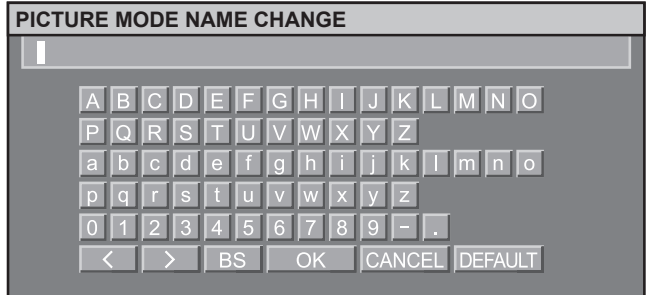 PICTURE MODE NAME CHANGE
A B C D E F G H I J K L M N O
P Q R S T U V W X Y Z
a b c d e f g h i j k l m n o
p q r s t u v w x y z
0 1 2 3 4 5 6 7 8 9 - .
< > BS OK CANCEL DEFAULT